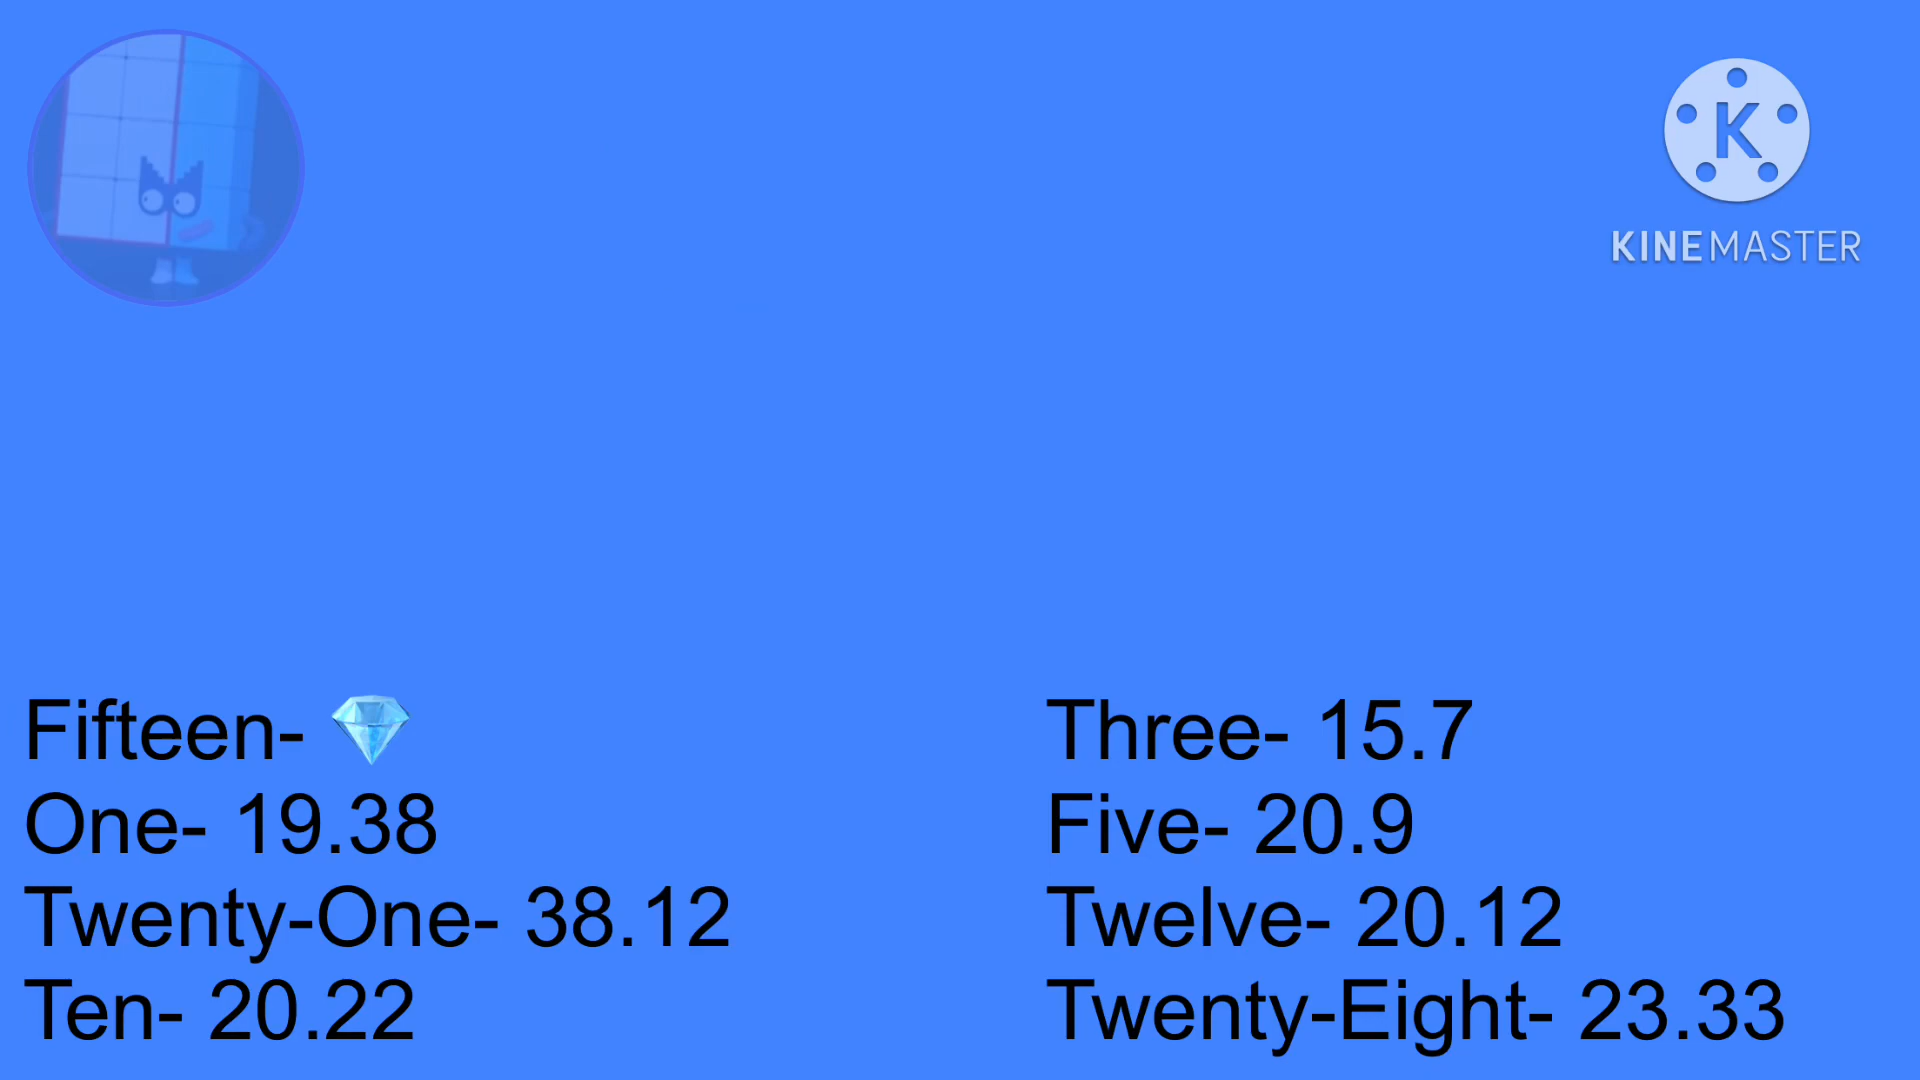 KINEMASTER
Fifteen- 💎
One- 19.38
Twenty-One- 38.12
Ten- 20.22
Three- 15.7
Five- 20.9
Twelve- 20.12
Twenty-Eight- 23.33